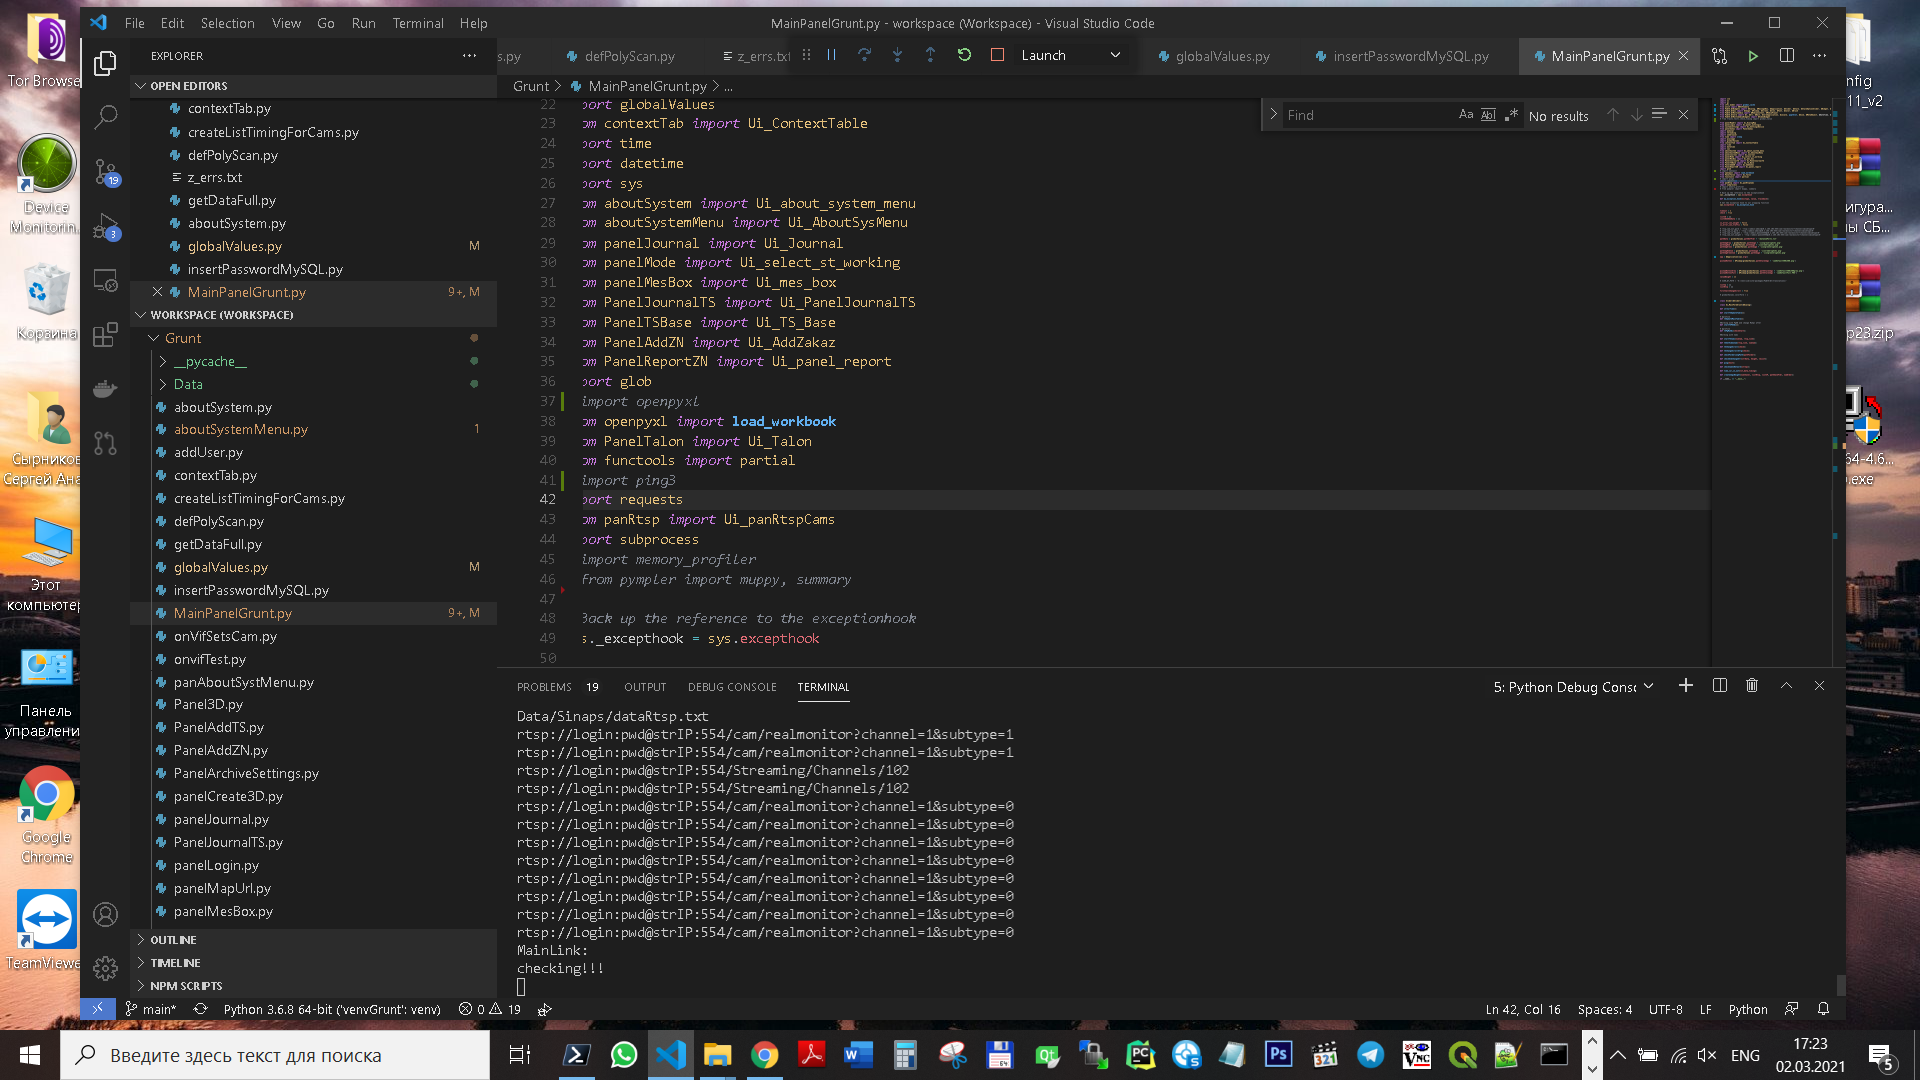 File Edit Selection View Go Run Terminal Help
MainPanelGrunt.py - workspace (Workspace) - Visual Studio Code
EXPLORER
s.py
defPolyScan.py
z_errs.txt
Launch
globalValues.py
insertPasswordMySQL.py
MainPanelGrunt.py
OPEN EDITORS
contextTab.py
createListTimingForCams.py
defPolyScan.py
z_errs.txt
getDataFull.py
aboutSystem.py
globalValues.py M
insertPasswordMySQL.py
MainPanelGrunt.py 9+, M
WORKSPACE (WORKSPACE)
Grunt
__pycache__
Data
aboutSystem.py
aboutSystemMenu.py 1
addUser.py
contextTab.py
createListTimingForCams.py
defPolyScan.py
getDataFull.py
globalValues.py M
insertPasswordMySQL.py
MainPanelGrunt.py 9+, M
onVifSetsCam.py
onvifTest.py
panAboutSystMenu.py
Panel3D.py
PanelAddTS.py
PanelAddZN.py
PanelArchiveSettings.py
panelCreate3D.py
panelJournal.py
PanelJournalTS.py
panelLogin.py
panelMapUrl.py
panelMesBox.py
OUTLINE
TIMELINE
NPM SCRIPTS
19
3
Grunt > MainPanelGrunt.py > ...
Find
Aa Abl .* No results
22 port globalValues
23 om contextTab import Ui_ContextTable
24 port time
25 port datetime
26 port sys
27 om aboutSystem import Ui_about_system_menu
28 om aboutSystemMenu import Ui_AboutSysMenu
29 om panelJournal import Ui_Journal
30 om panelMode import Ui_select_st_working
31 om panelMesBox import Ui_mes_box
32 om PanelJournalTS import Ui_PanelJournalTS
33 om PanelTSBase import Ui_TS_Base
34 om PanelAddZN import Ui_AddZakaz
35 om PanelReportZN import Ui_panel_report
36 port glob
37 import openpyxl
38 om openpyxl import load_workbook
39 om PanelTalon import Ui_Talon
40 om functools import partial
41 import ping3
42 port requests
43 om panRtsp import Ui_panRtspCams
44 port subprocess
45 import memory_profiler
46 from pympler import muppy, summary
47
48 Back up the reference to the exceptionhook
49 s._excepthook = sys.excepthook
50
PROBLEMS 19 OUTPUT DEBUG CONSOLE TERMINAL
5: Python Debug Consc
Data/Sinaps/dataRtsp.txt
rtsp://login:pwd@strIP:554/cam/realmonitor?channel=1&subtype=1
rtsp://login:pwd@strIP:554/cam/realmonitor?channel=1&subtype=1
rtsp://login:pwd@strIP:554/Streaming/Channels/102
rtsp://login:pwd@strIP:554/Streaming/Channels/102
rtsp://login:pwd@strIP:554/cam/realmonitor?channel=1&subtype=0
rtsp://login:pwd@strIP:554/cam/realmonitor?channel=1&subtype=0
rtsp://login:pwd@strIP:554/cam/realmonitor?channel=1&subtype=0
rtsp://login:pwd@strIP:554/cam/realmonitor?channel=1&subtype=0
rtsp://login:pwd@strIP:554/cam/realmonitor?channel=1&subtype=0
rtsp://login:pwd@strIP:554/cam/realmonitor?channel=1&subtype=0
rtsp://login:pwd@strIP:554/cam/realmonitor?channel=1&subtype=0
rtsp://login:pwd@strIP:554/cam/realmonitor?channel=1&subtype=0
MainLink:
checking!!!
main* Python 3.6.8 64-bit ('venvGrunt': venv) 0 19
Ln 42, Col 16 Spaces: 4 UTF-8 LF Python
Tor Browse
Device
Monitorin...
Корзина
Сырников
Сергей Ана
Этот
компьютер
Панель
управлени
Google
Chrome
TeamViewe
nfig
11_v2
игура...
ы СБ...
p23.zip
64-4.6...
.exe
Введите здесь текст для поиска
ENG
17:23
02.03.2021
5